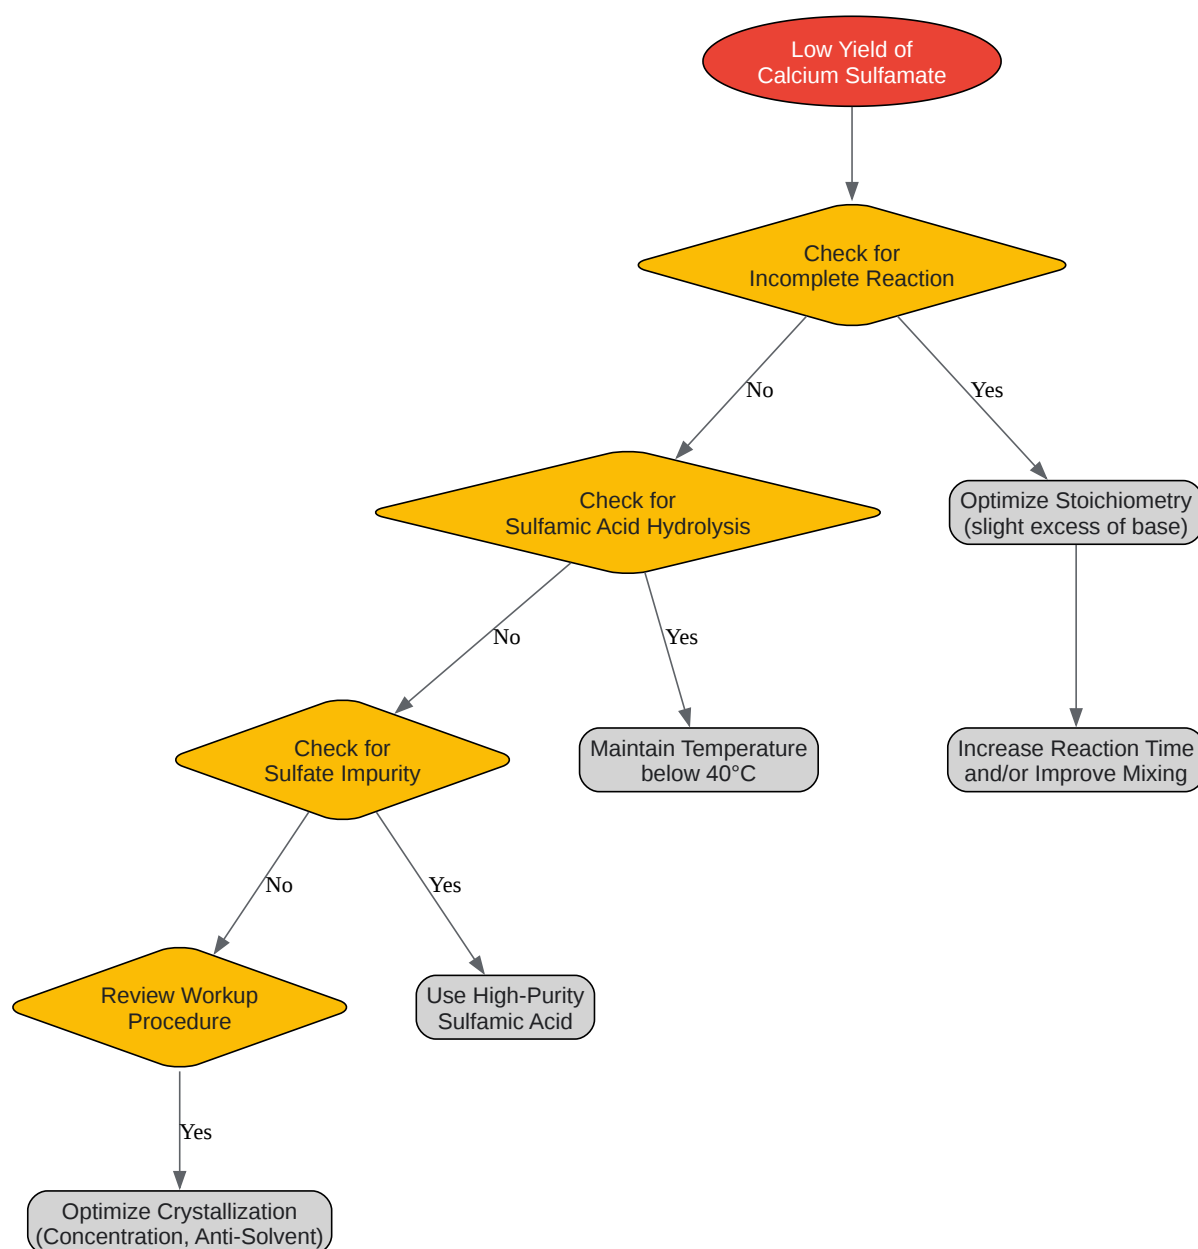 Low Yield of
Calcium Sulfamate
Check for
Incomplete Reaction
No
Yes
Check for
Sulfamic Acid Hydrolysis
Optimize Stoichiometry
(slight excess of base)
No
Yes
Check for
Sulfate Impurity
Maintain Temperature
below 40°C
Increase Reaction Time
and/or Improve Mixing
No
Yes
Review Workup
Procedure
Use High-Purity
Sulfamic Acid
Yes
Optimize Crystallization
(Concentration, Anti-Solvent)